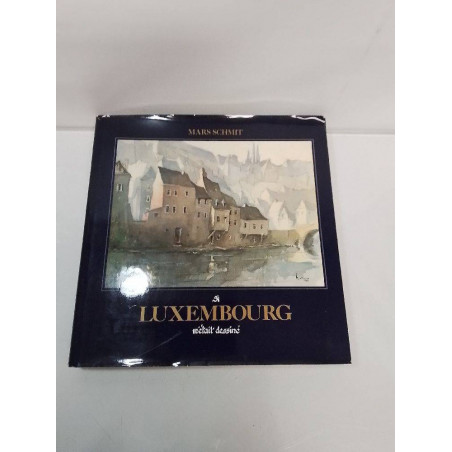 MARS SCHMIT
Si
LUXEMBOURG
m'était dessiné